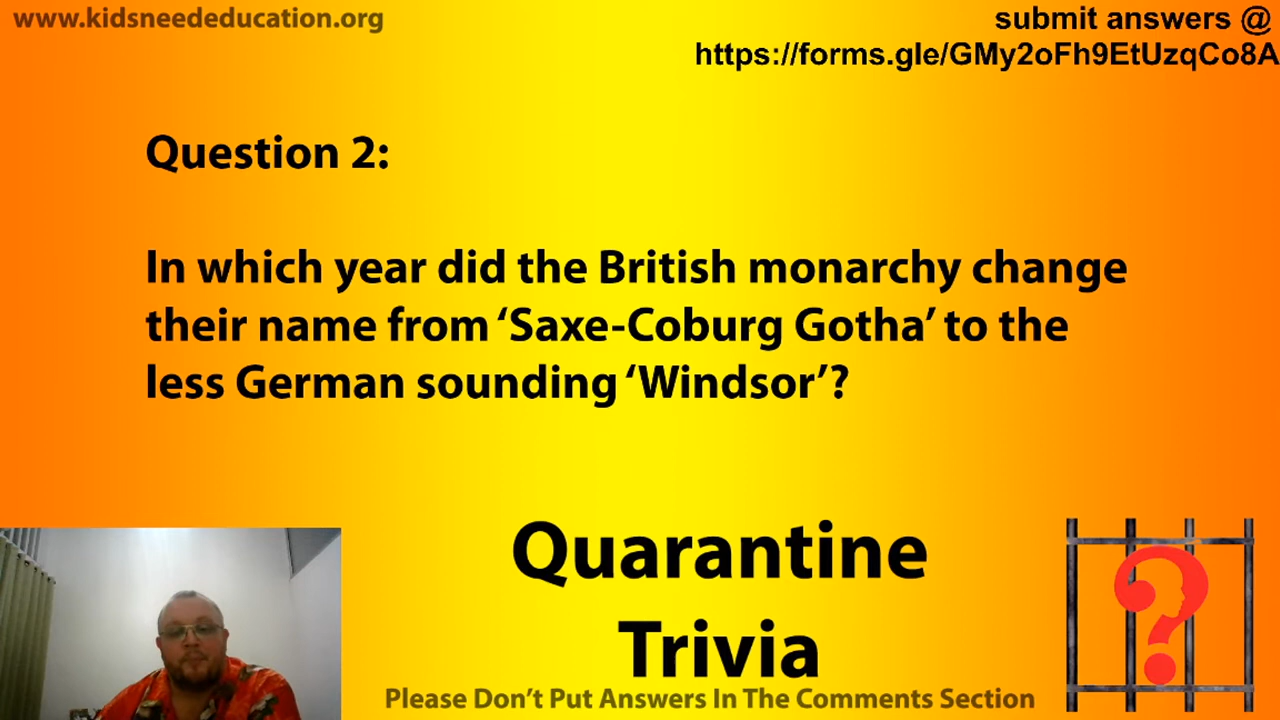 www.kidsneededucation.org
submit answers @
https://forms.gle/GMy2oFh9EtUzqCo8A
Question 2:
In which year did the British monarchy change
their name from ‘Saxe-Coburg Gotha’ to the
less German sounding ‘Windsor’?
Quarantine
Trivia
Please Don’t Put Answers In The Comments Section